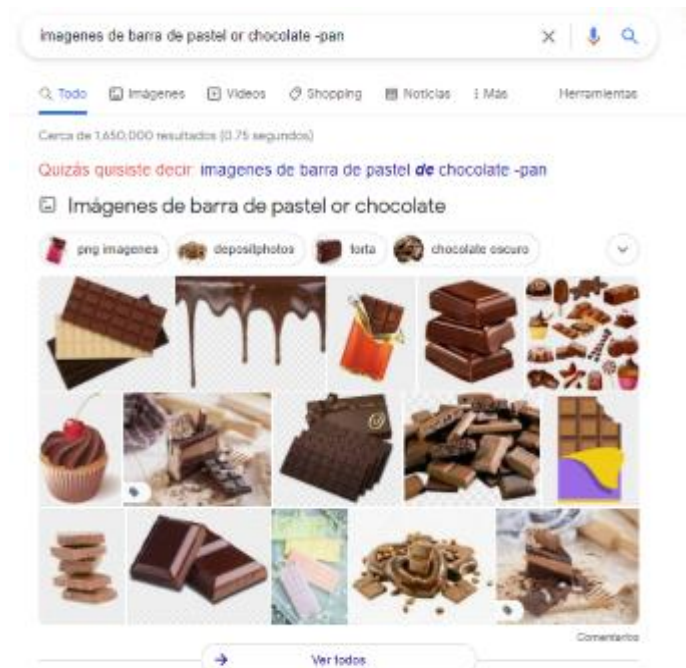 imagenes de barra de pastel or chocolate -pan
Todo Imágenes Videos Shopping Noticias Más Herramientas
Cerca de 1,650,000 resultados (0.75 segundos)
Quizás quisiste decir: imagenes de barra de pastel de chocolate -pan
Imágenes de barra de pastel or chocolate
png imagenes depositphotos torta chocolate oscuro
Comentarios
Ver todos